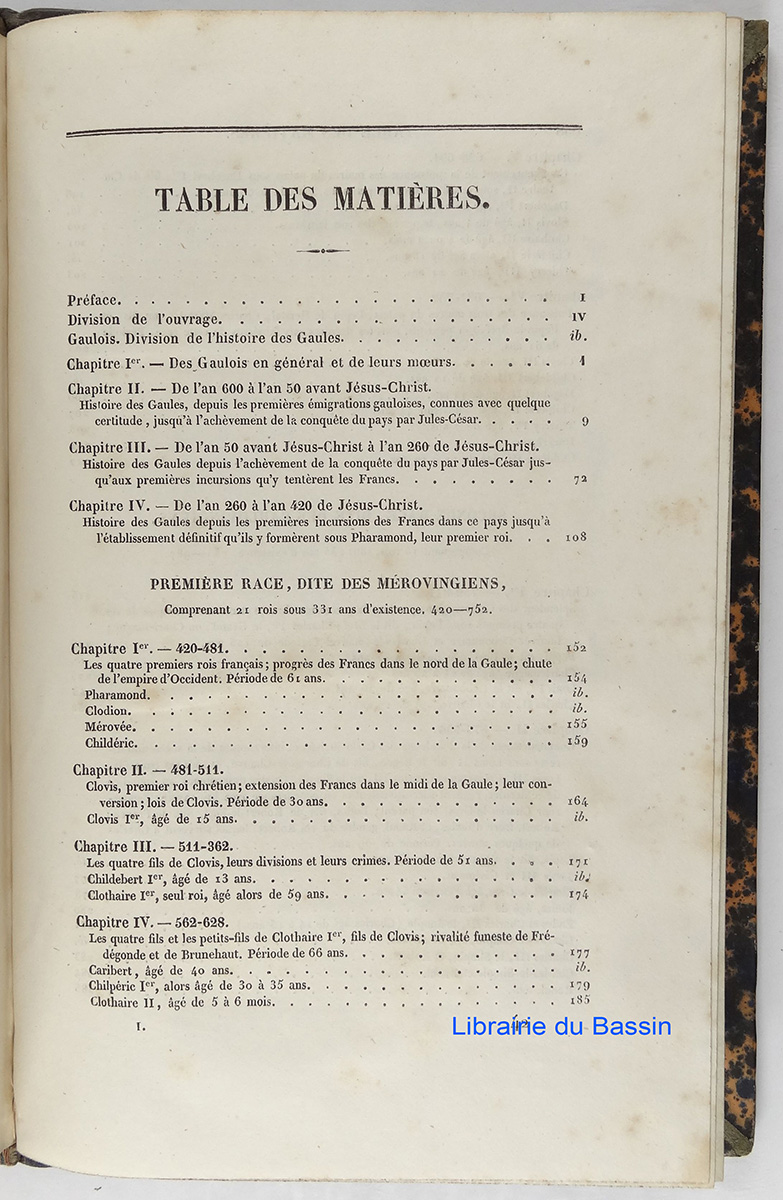 TABLE DES MATIÈRES.
Préface. . . . . . . . . . . . . . . . . . . . . . . I
Division de l'ouvrage. . . . . . . . . . . . . . . . . . IV
Gaulois. Division de l'histoire des Gaules. . . . . . . . . . . . ib.
Chapitre Ier. — Des Gaulois en général et de leurs mœurs. . . . . . 1
Chapitre II. — De l'an 600 à l'an 50 avant Jésus-Christ.
Histoire des Gaules, depuis les premières émigrations gauloises, connues avec quelque
certitude, jusqu'à l'achèvement de la conquête du pays par Jules-César. . . . . 9
Chapitre III. — De l'an 50 avant Jésus-Christ à l'an 260 de Jésus-Christ.
Histoire des Gaules depuis l'achèvement de la conquête du pays par Jules-César jus-
qu'aux premières incursions qu'y tentèrent les Francs. . . . . . . . . 72
Chapitre IV. — De l'an 260 à l'an 420 de Jésus-Christ.
Histoire des Gaules depuis les premières incursions des Francs dans ce pays jusqu'à
l'établissement définitif qu'ils y formèrent sous Pharamond, leur premier roi. . . 108
PREMIÈRE RACE, DITE DES MÉROVINGIENS,
Comprenant 21 rois sous 331 ans d'existence. 420—752.
Chapitre Ier. — 420-481. . . . . . . . . . . . . . . . . . 152
Les quatre premiers rois français; progrès des Francs dans le nord de la Gaule; chute
de l'empire d'Occident. Période de 61 ans. . . . . . . . . . . . . 154
Pharamond. . . . . . . . . . . . . . . . . . . . . . ib.
Clodion. . . . . . . . . . . . . . . . . . . . . . . ib.
Mérovée. . . . . . . . . . . . . . . . . . . . . . . 155
Childéric. . . . . . . . . . . . . . . . . . . . . . . 159
Chapitre II. — 481-511.
Clovis, premier roi chrétien; extension des Francs dans le midi de la Gaule; leur con-
version; lois de Clovis. Période de 30 ans. . . . . . . . . . . . . 164
Clovis Ier, âgé de 15 ans. . . . . . . . . . . . . . . . . . ib.
Chapitre III. — 511-362.
Les quatre fils de Clovis, leurs divisions et leurs crimes. Période de 51 ans. . . . 171
Childebert Ier, âgé de 13 ans. . . . . . . . . . . . . . . . . ib.
Clothaire Ier, seul roi, âgé alors de 59 ans. . . . . . . . . . . . . 174
Chapitre IV. — 562-628.
Les quatre fils et les petits-fils de Clothaire Ier, fils de Clovis; rivalité funeste de Fré-
dégonde et de Brunehaut. Période de 66 ans. . . . . . . . . . . . 177
Caribert, âgé de 40 ans. . . . . . . . . . . . . . . . . . ib.
Chilpéric Ier, alors âgé de 30 à 35 ans. . . . . . . . . . . . . . 179
Clothaire II, âgé de 5 à 6 mois. . . . . . . . . . . . . . . . 185
I. 42
Librairie du Bassin